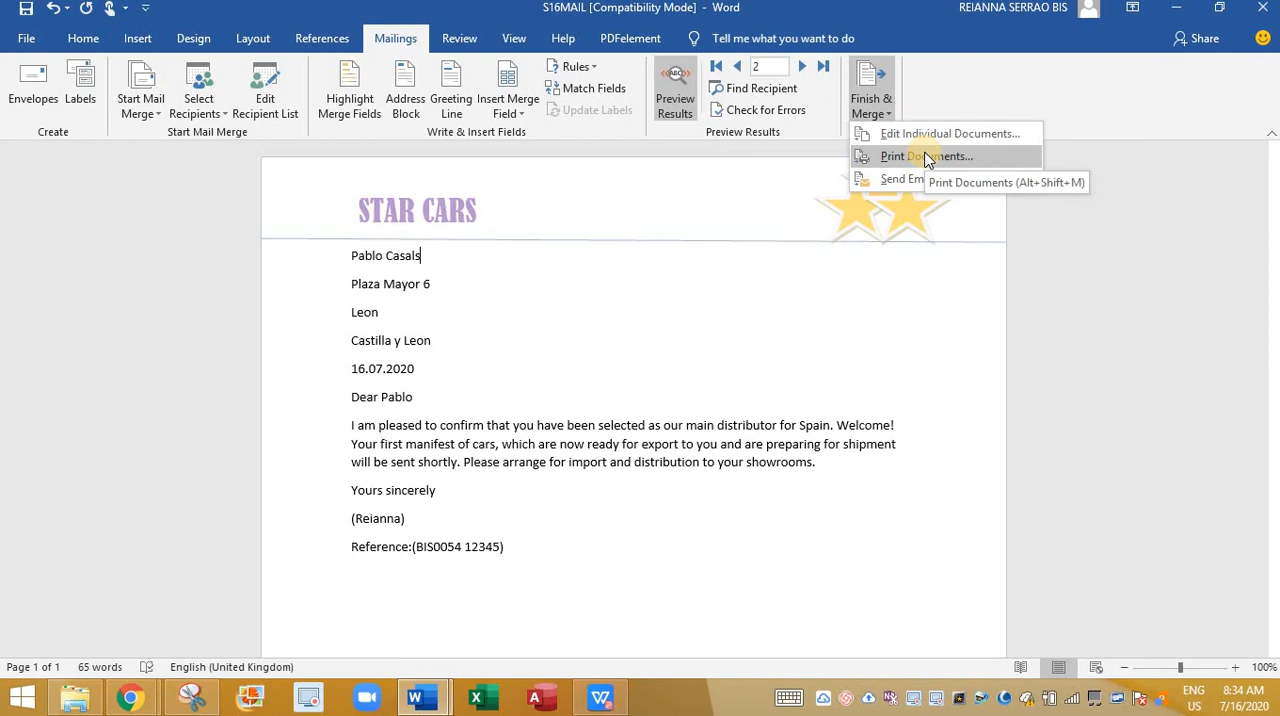 S16MAIL [Compatibility Mode] - Word
REIANNA SERRAO BIS
File Home Insert Design Layout References Mailings Review View Help PDFelement Tell me what you want to do Share
Envelopes
Labels
Create
Start Mail
Merge
Select
Recipients
Edit
Recipient List
Start Mail Merge
Highlight
Merge Fields
Address
Block
Greeting
Line
Insert Merge
Field
Rules
Match Fields
Update Labels
Write & Insert Fields
ABC
Preview
Results
2
Find Recipient
Check for Errors
Preview Results
Finish &
Merge
Edit Individual Documents...
Print Documents...
Send Em
Print Documents (Alt+Shift+M)
STAR CARS
Pablo Casals
Plaza Mayor 6
Leon
Castilla y Leon
16.07.2020
Dear Pablo
I am pleased to confirm that you have been selected as our main distributor for Spain. Welcome!
Your first manifest of cars, which are now ready for export to you and are preparing for shipment
will be sent shortly. Please arrange for import and distribution to your showrooms.
Yours sincerely
(Reianna)
Reference:(BIS0054 12345)
Page 1 of 1 65 words English (United Kingdom) 100%
ENG
US
8:34 AM
7/16/2020